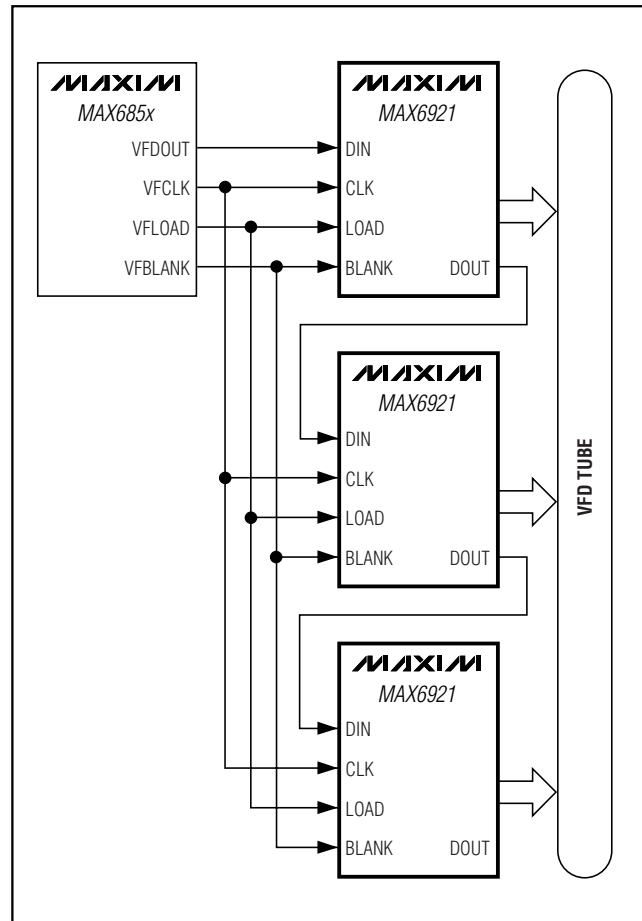 MAXIM
MAX685x
VFDOUT
VFCLK
VFLOAD
VFBLANK
MAXIM
MAX6921
DIN
CLK
LOAD
BLANK DOUT
MAXIM
MAX6921
DIN
CLK
LOAD
BLANK DOUT
MAXIM
MAX6921
DIN
CLK
LOAD
BLANK DOUT
VFD TUBE